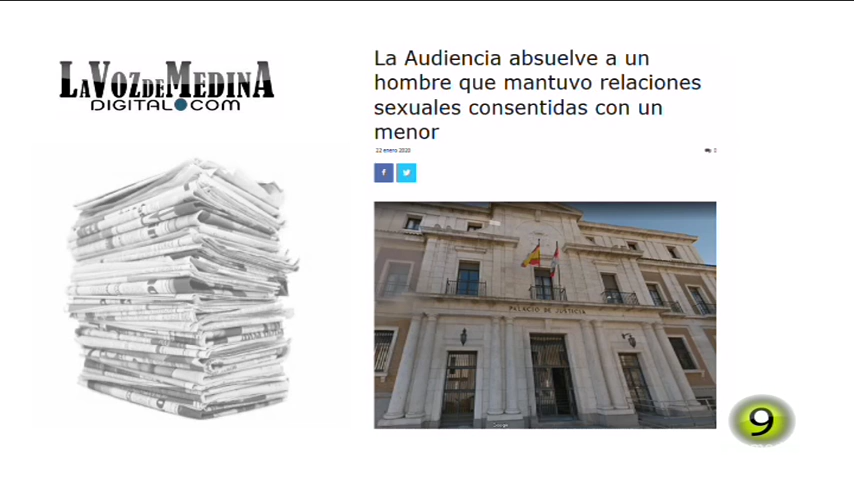 LAVOZDEMEDINA
DIGITAL.COM
La Audiencia absuelve a un
hombre que mantuvo relaciones
sexuales consentidas con un
menor
22 enero 2020
f
PALACIO DE JUSTICIA
Google
9